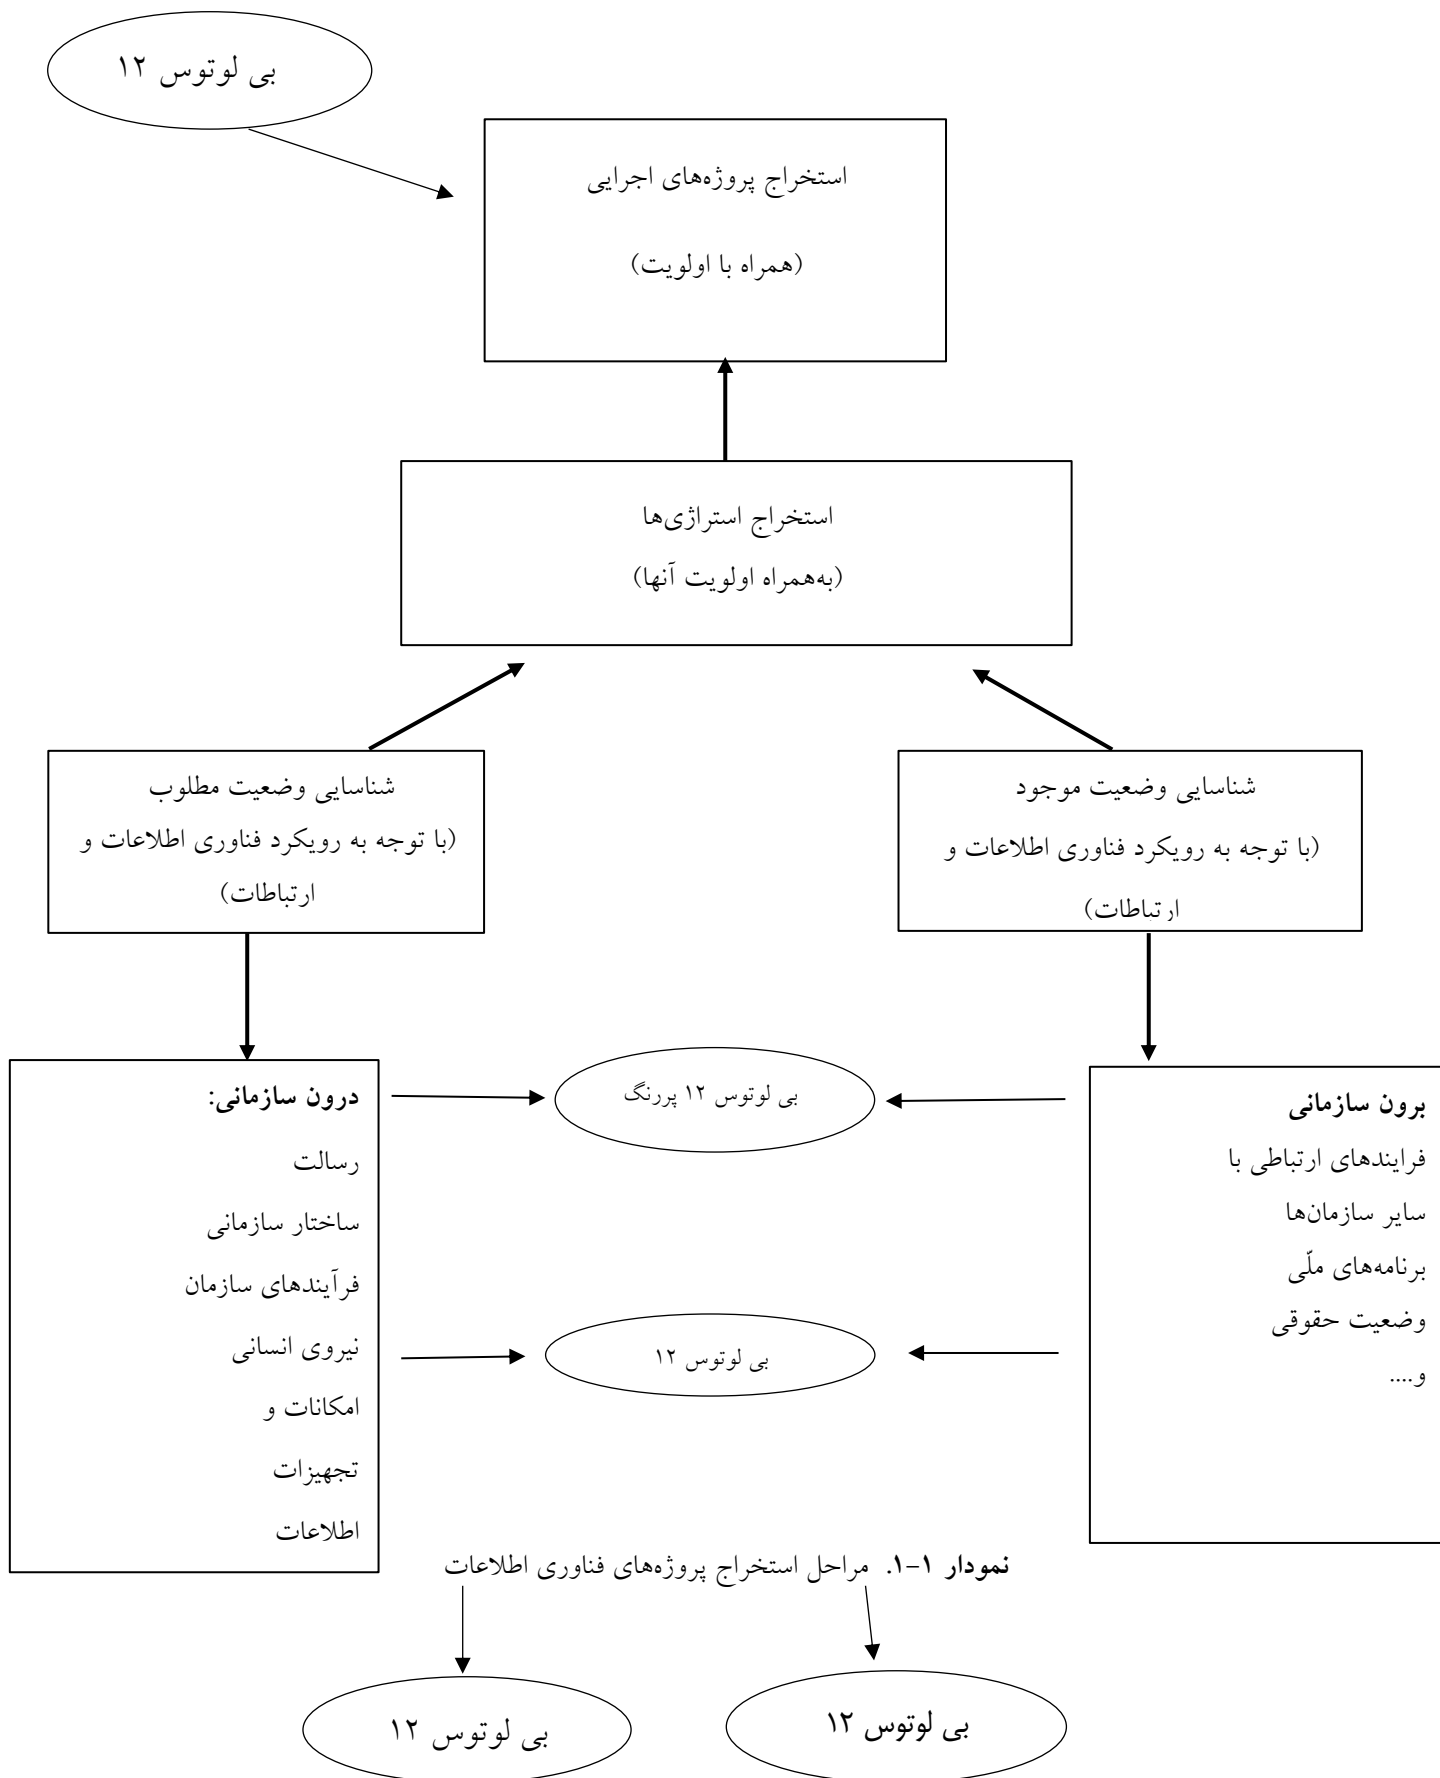 بی لوتوس ۱۲
استخراج پروژه‌های اجرایی
(همراه با اولویت)
استخراج استراژی‌ها
(به‌همراه اولویت آنها)
شناسایی وضعیت موجود
(با توجه به رویکرد فناوری اطلاعات و
ارتباطات)
شناسایی وضعیت مطلوب
(با توجه به رویکرد فناوری اطلاعات و
ارتباطات)
برون سازمانی
فرایندهای ارتباطی با
سایر سازمان‌ها
برنامه‌های ملّی
وضعیت حقوقی
و....
بی لوتوس ۱۲ پررنگ
بی لوتوس ۱۲
درون سازمانی:
رسالت
ساختار سازمانی
فرآیندهای سازمان
نیروی انسانی
امکانات و
تجهیزات
اطلاعات
نمودار ۱-۱. مراحل استخراج پروژه‌های فناوری اطلاعات
بی لوتوس ۱۲
بی لوتوس ۱۲